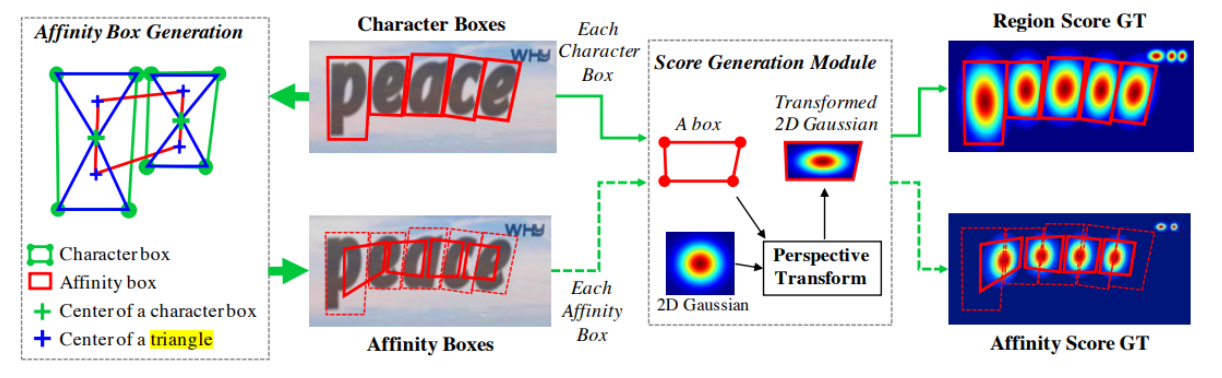 Affinity Box Generation
Character box
Affinity box
Center of a character box
Center of a triangle
Character Boxes
WHY
peace
WHY
peace
Affinity Boxes
Each
Character
Box
Each
Affinity
Box
Score Generation Module
A box
Transformed
2D Gaussian
2D Gaussian
Perspective
Transform
Region Score GT
Affinity Score GT